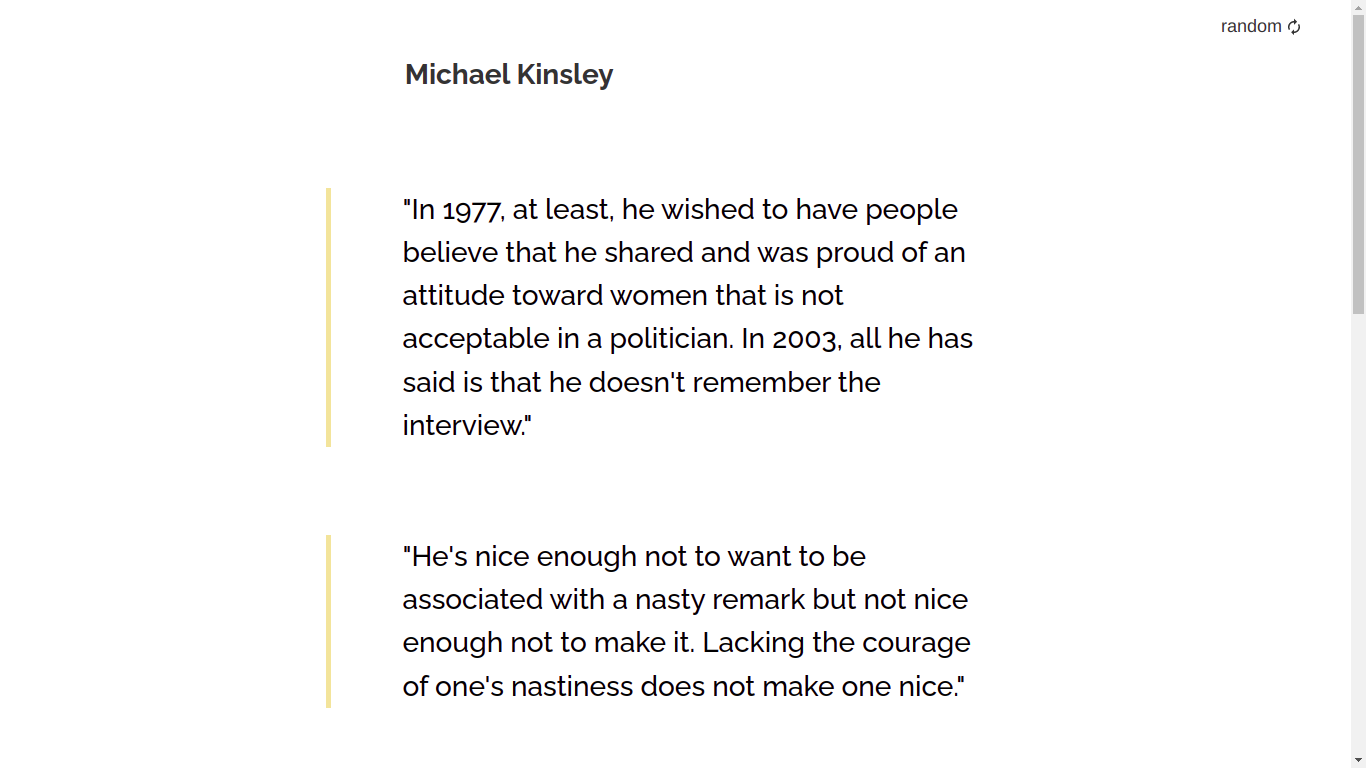 random
Michael Kinsley
"In 1977, at least, he wished to have people
believe that he shared and was proud of an
attitude toward women that is not
acceptable in a politician. In 2003, all he has
said is that he doesn't remember the
interview."
"He's nice enough not to want to be
associated with a nasty remark but not nice
enough not to make it. Lacking the courage
of one's nastiness does not make one nice."